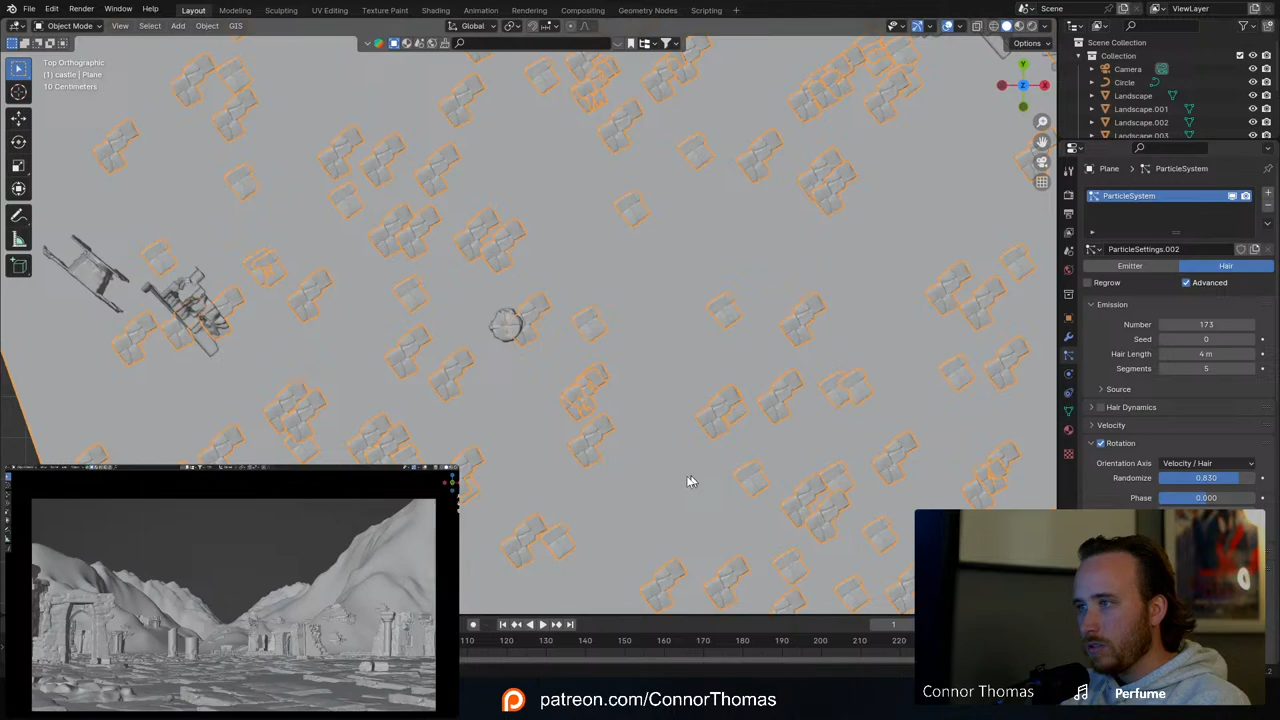 File Edit Render Window Help Layout Modeling Sculpting UV Editing Texture Paint Shading Animation Rendering Compositing Geometry Nodes Scripting Scene ViewLayer
Object Mode View Select Add Object GIS Global
Options
Top Orthographic
(1) castle | Plane
10 Centimeters
Y
X
Z
Scene Collection
Collection
Camera
Circle
Landscape
Landscape.001
Landscape.002
Landscape.003
Plane ParticleSystem
ParticleSystem
ParticleSettings.002
Emitter Hair
Regrow Advanced
Emission
Number 173
Seed 0
Hair Length 4 m
Segments 5
Source
Hair Dynamics
Velocity
Rotation
Orientation Axis Velocity / Hair
Randomize 0.830
Phase 0.000
1
110 120 130 140 150 160 170 180 190 200 210 220
Connor Thomas
Perfume
patreon.com/ConnorThomas